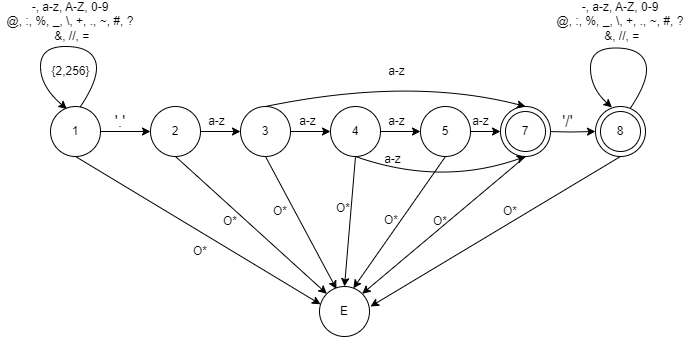 -, a-z, A-Z, 0-9
@, :, %, _, \, +, ., ~, #, ?
&, //, =
-, a-z, A-Z, 0-9
@, :, %, _, \, +, ., ~, #, ?
&, //, =
{2,256}
a-z
1
'.'
2
a-z
3
a-z
4
a-z
5
a-z
7
'/'
8
a-z
O*
O*
O*
O*
O*
O*
O*
E